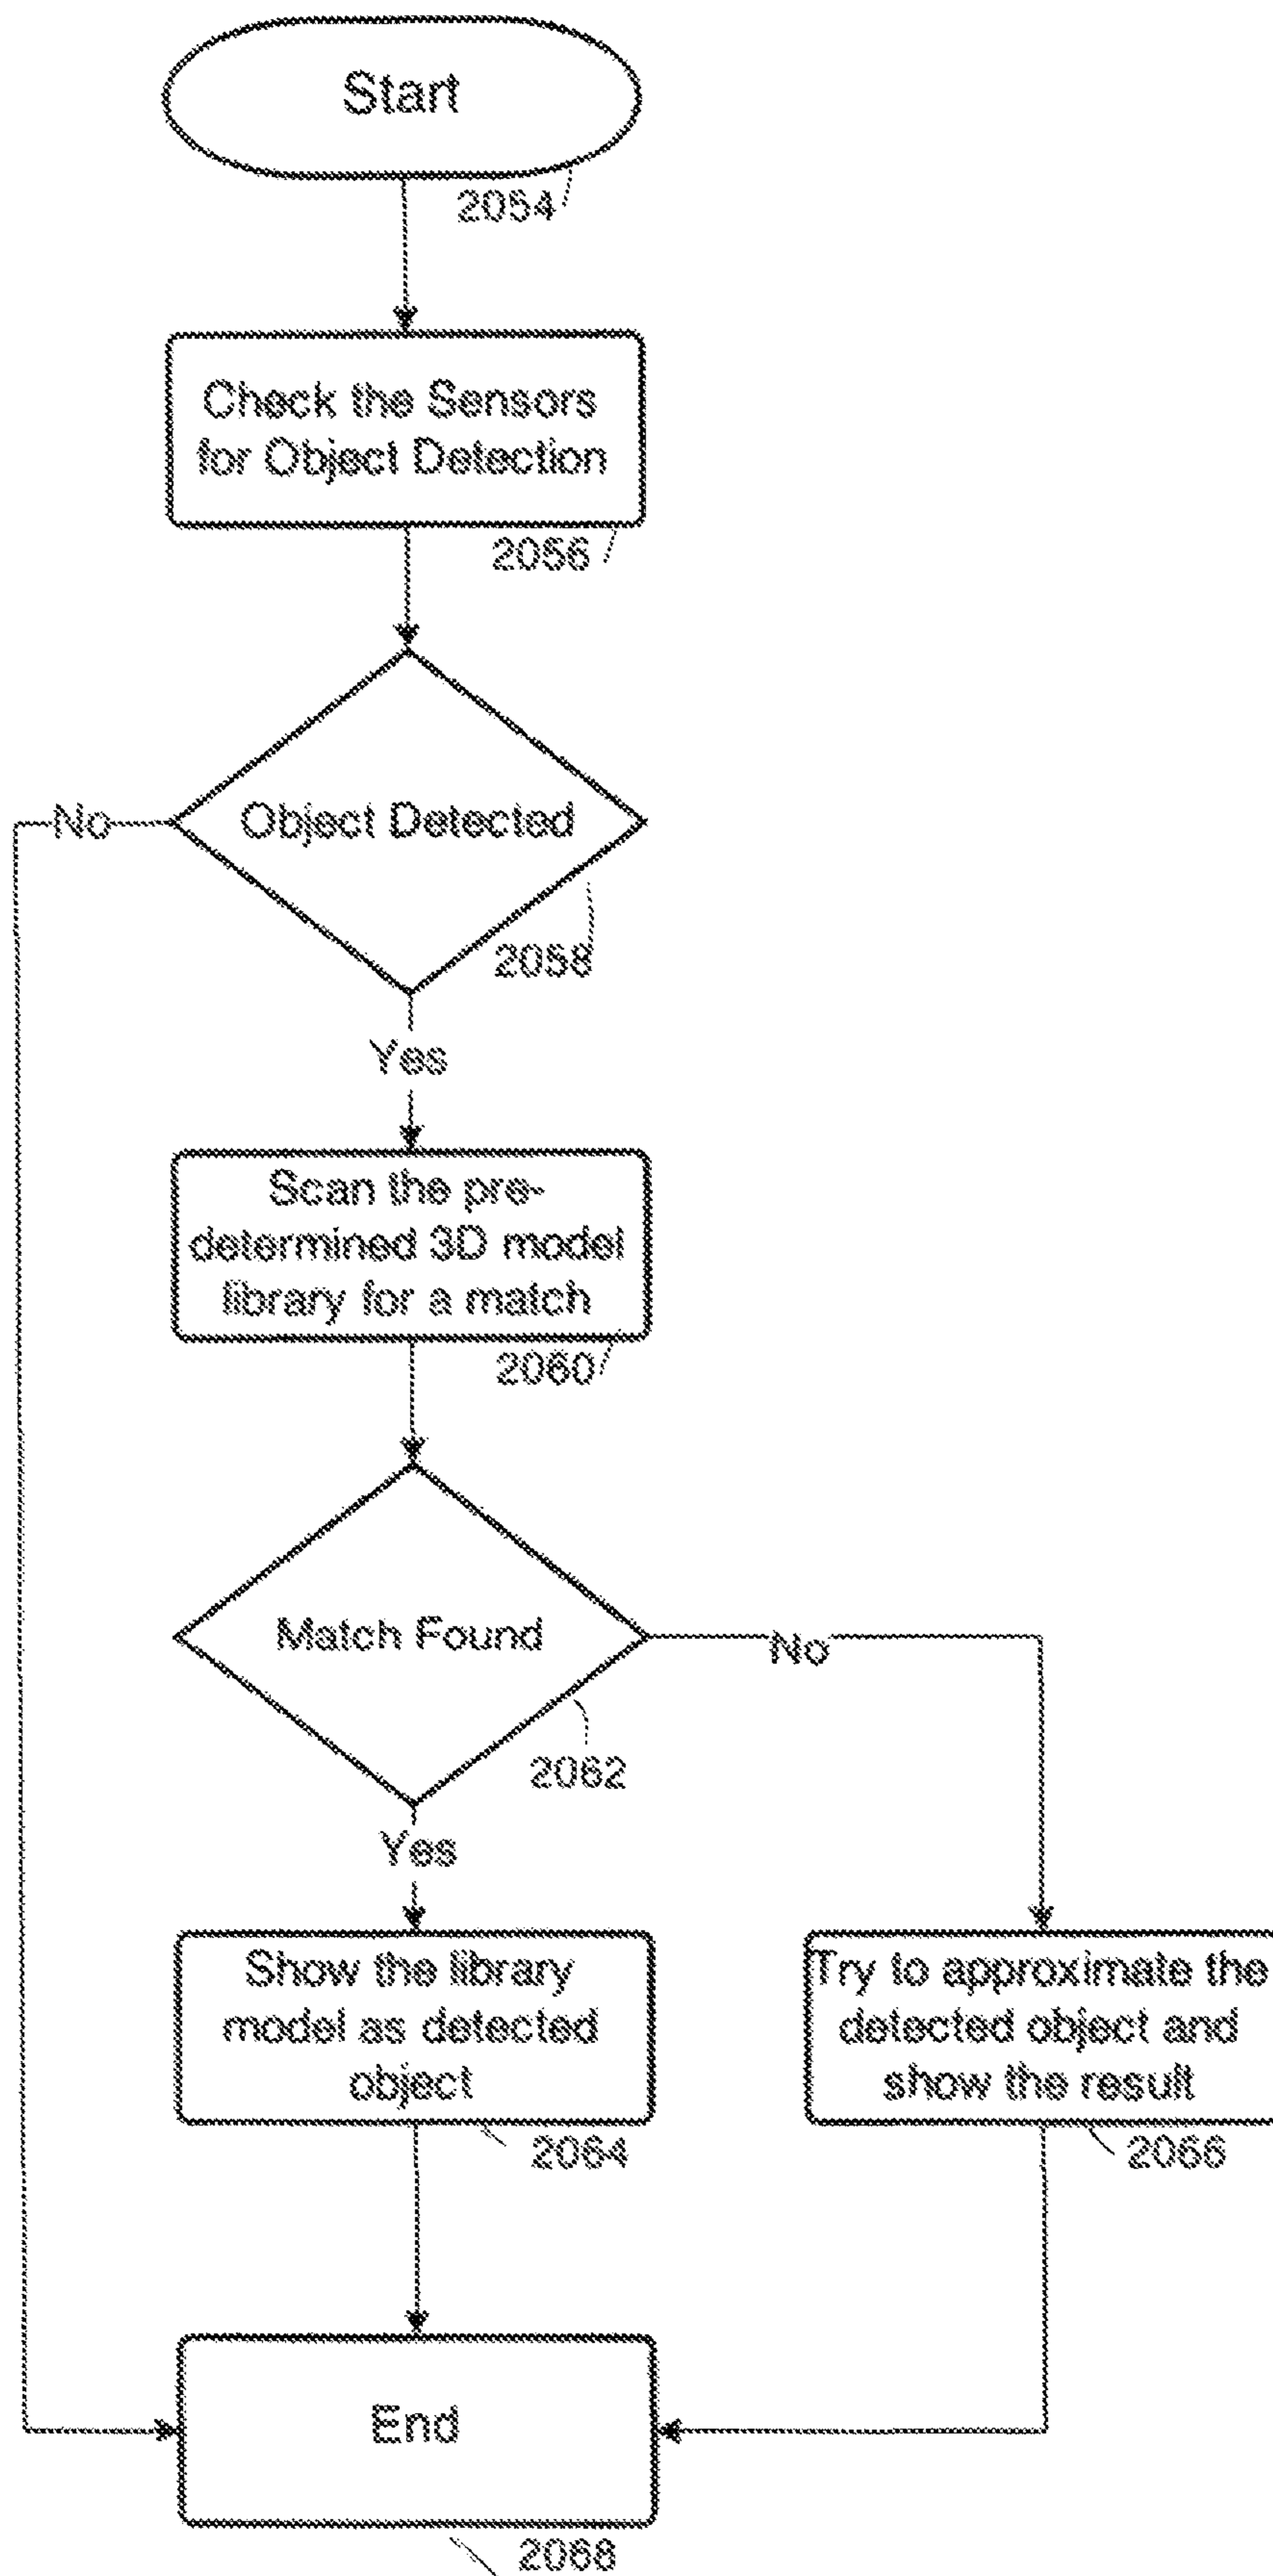 Start
2054
Check the Sensors
for Object Detection
2056
Object Detected
No
2058
Yes
Scan the pre-
determined 3D model
library for a match
2060
Match Found
No
2062
Yes
Show the library
model as detected
object
2064
Try to approximate the
detected object and
show the result
2066
End
2068